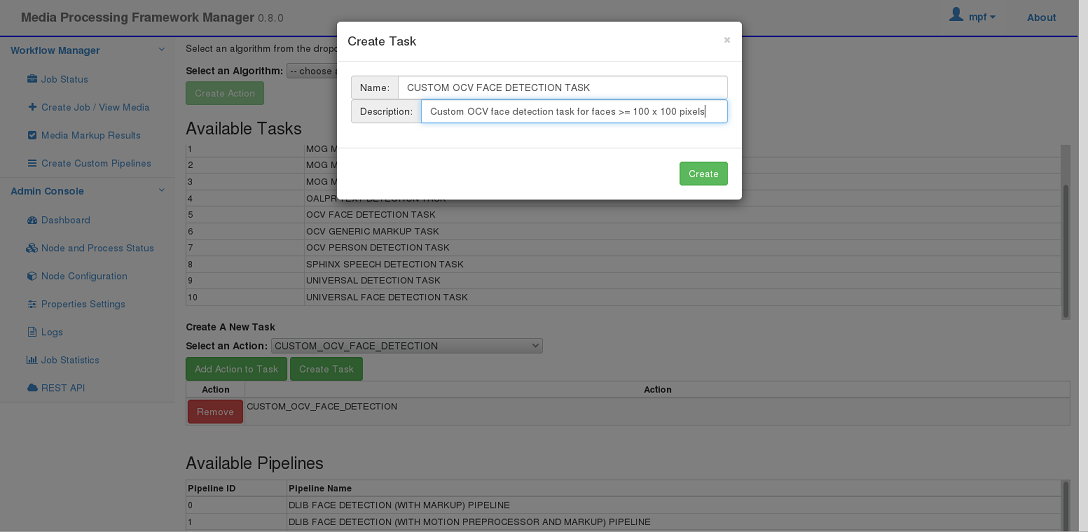 Media Processing Framework Manager 0.8.0
mpf
About
Create Task
×
Name: CUSTOM OCV FACE DETECTION TASK
Description: Custom OCV face detection task for faces >= 100 x 100 pixels
Create
Workflow Manager
Job Status
Create Job / View Media
Media Markup Results
Create Custom Pipelines
Admin Console
Dashboard
Node and Process Status
Node Configuration
Properties Settings
Logs
Job Statistics
REST API
Select an algorithm from the
Select an Algorithm: -- choose
Create Action
Available Tasks
1 MOG
2 MOG
3 MOG
4 OALPR TEXT DETECTION TASK
5 OCV FACE DETECTION TASK
6 OCV GENERIC MARKUP TASK
7 OCV PERSON DETECTION TASK
8 SPHINX SPEECH DETECTION TASK
9 UNIVERSAL DETECTION TASK
10 UNIVERSAL FACE DETECTION TASK
Create A New Task
Select an Action: CUSTOM_OCV_FACE_DETECTION
Add Action to Task Create Task
Action Action
Remove CUSTOM_OCV_FACE_DETECTION
Available Pipelines
Pipeline ID Pipeline Name
0 DLIB FACE DETECTION (WITH MARKUP) PIPELINE
1 DLIB FACE DETECTION (WITH MOTION PREPROCESSOR AND MARKUP) PIPELINE